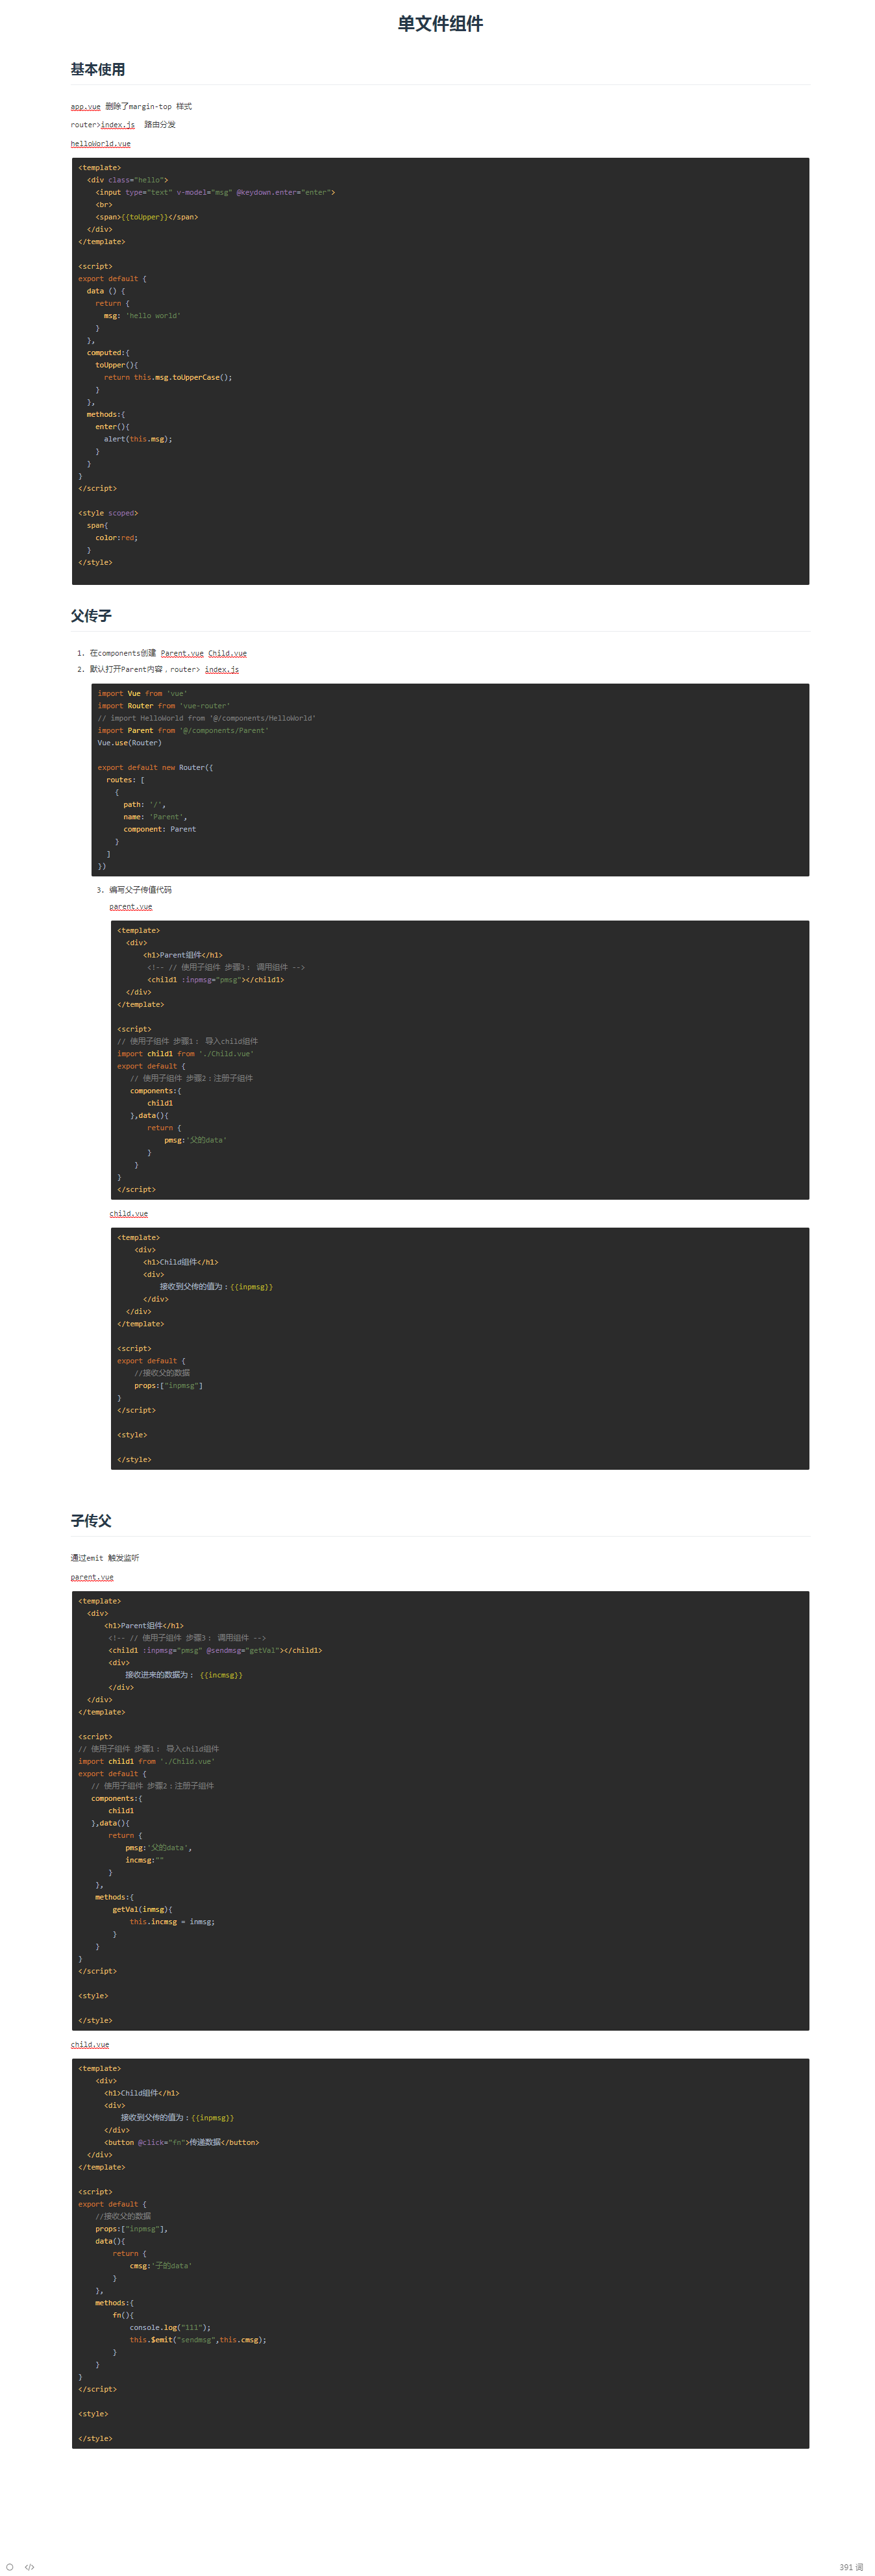 单文件组件
基本使用
app.vue 删除了margin-top 样式
router>index.js 路由分发
helloWorld.vue
<template>
  <div class="hello">
    <input type="text" v-model="msg" @keydown.enter="enter">
    <br>
    <span>{{toUpper}}</span>
  </div>
</template>

<script>
export default {
  data () {
    return {
      msg: 'hello world'
    }
  },
  computed:{
    toUpper(){
      return this.msg.toUpperCase();
    }
  },
  methods:{
    enter(){
      alert(this.msg);
    }
  }
}
</script>

<style scoped>
  span{
    color:red;
  }
</style>
父传子
1. 在components创建 Parent.vue Child.vue
2. 默认打开Parent内容，router> index.js
import Vue from 'vue'
import Router from 'vue-router'
// import HelloWorld from '@/components/HelloWorld'
import Parent from '@/components/Parent'
Vue.use(Router)

export default new Router({
  routes: [
    {
      path: '/',
      name: 'Parent',
      component: Parent
    }
  ]
})
3. 编写父子传值代码
parent.vue
<template>
  <div>
      <h1>Parent组件</h1>
       <!-- // 使用子组件 步骤3： 调用组件 -->
       <child1 :inpmsg="pmsg"></child1>
  </div>
</template>

<script>
// 使用子组件 步骤1： 导入child组件
import child1 from './Child.vue'
export default {
   // 使用子组件 步骤2：注册子组件
   components:{
       child1
   },data(){
       return {
           pmsg:'父的data'
       }
    }
}
</script>
child.vue
<template>
    <div>
      <h1>Child组件</h1>
      <div>
          接收到父传的值为：{{inpmsg}}
      </div>
  </div>
</template>

<script>
export default {
    //接收父的数据
    props:["inpmsg"]
}
</script>

<style>

</style>
子传父
通过emit 触发监听
parent.vue
<template>
  <div>
      <h1>Parent组件</h1>
       <!-- // 使用子组件 步骤3： 调用组件 -->
       <child1 :inpmsg="pmsg" @sendmsg="getVal"></child1>
       <div>
           接收进来的数据为： {{incmsg}}
       </div>
  </div>
</template>

<script>
// 使用子组件 步骤1： 导入child组件
import child1 from './Child.vue'
export default {
   // 使用子组件 步骤2：注册子组件
   components:{
       child1
   },data(){
       return {
           pmsg:'父的data',
           incmsg:""
       }
    },
    methods:{
        getVal(inmsg){
            this.incmsg = inmsg;
        }
    }
}
</script>

<style>

</style>
child.vue
<template>
    <div>
      <h1>Child组件</h1>
      <div>
          接收到父传的值为：{{inpmsg}}
      </div>
      <button @click="fn">传递数据</button>
  </div>
</template>

<script>
export default {
    //接收父的数据
    props:["inpmsg"],
    data(){
        return {
            cmsg:'子的data'
        }
    },
    methods:{
        fn(){
            console.log("111");
            this.$emit("sendmsg",this.cmsg);
        }
    }
}
</script>

<style>

</style>
</> 391 词